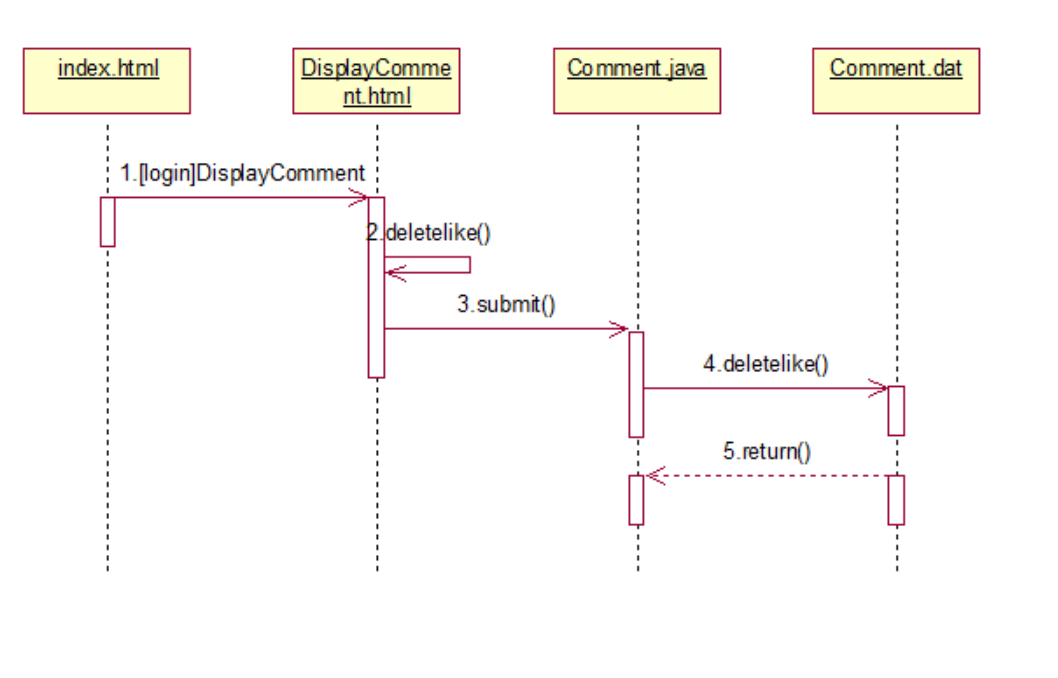 index.html
DisplayComme
nt.html
Comment.java
Comment.dat
1.[login]DisplayComment
2.deletelike()
3.submit()
4.deletelike()
5.return()